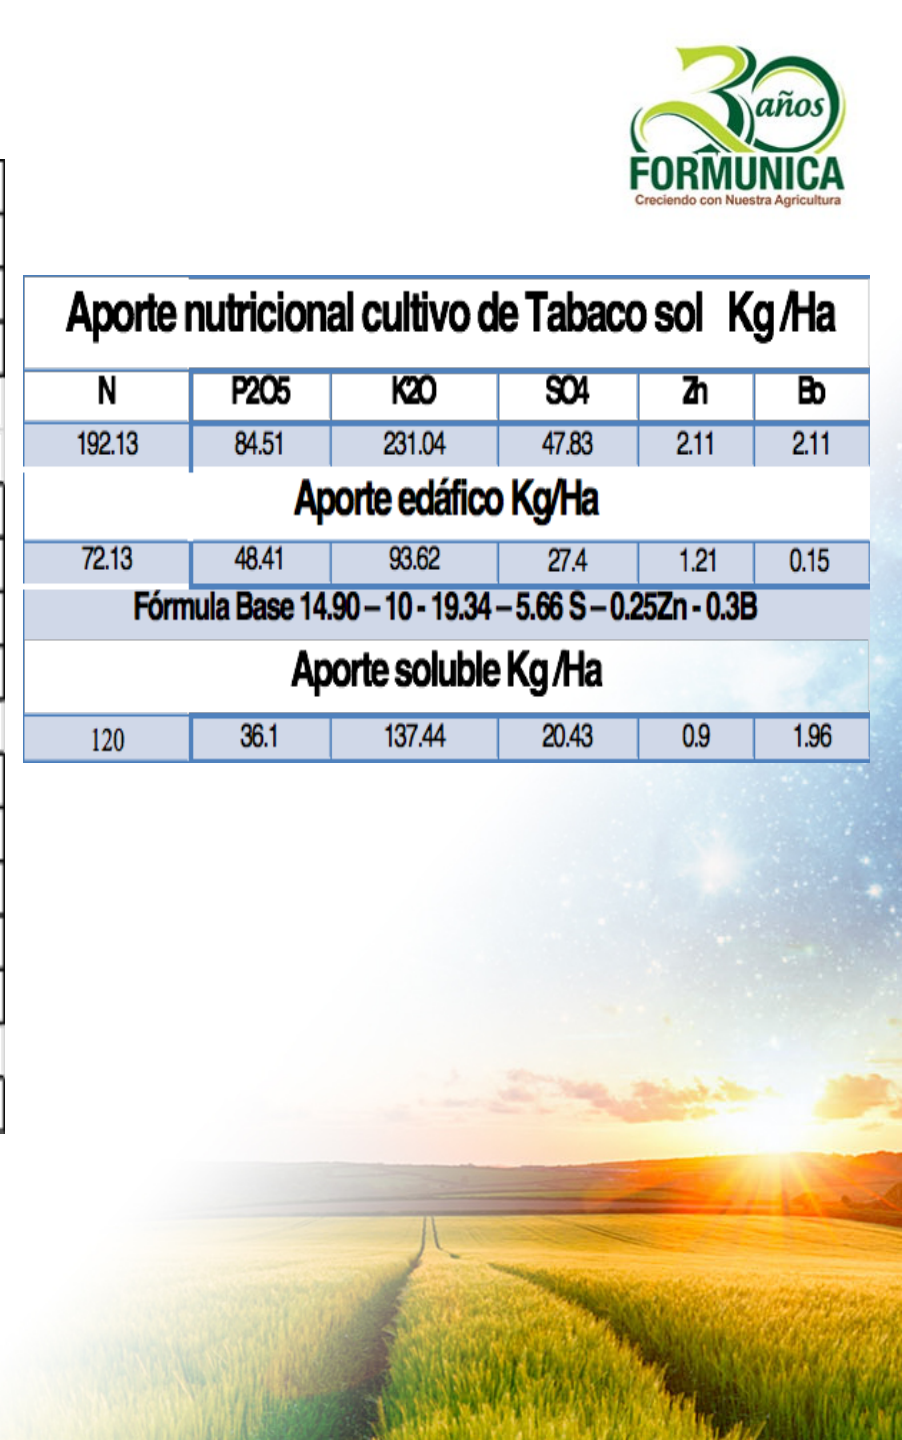 30 años
FORMUNICA
Creciendo con Nuestra Agricultura
Aporte nutricional cultivo de Tabaco sol Kg /Ha
N P2O5 K2O SO4 Zn Bo
192.13 84.51 231.04 47.83 2.11 2.11
Aporte edáfico Kg/Ha
72.13 48.41 93.62 27.4 1.21 0.15
Fórmula Base 14.90 – 10 - 19.34 – 5.66 S – 0.25Zn - 0.3B
Aporte soluble Kg /Ha
120 36.1 137.44 20.43 0.9 1.96